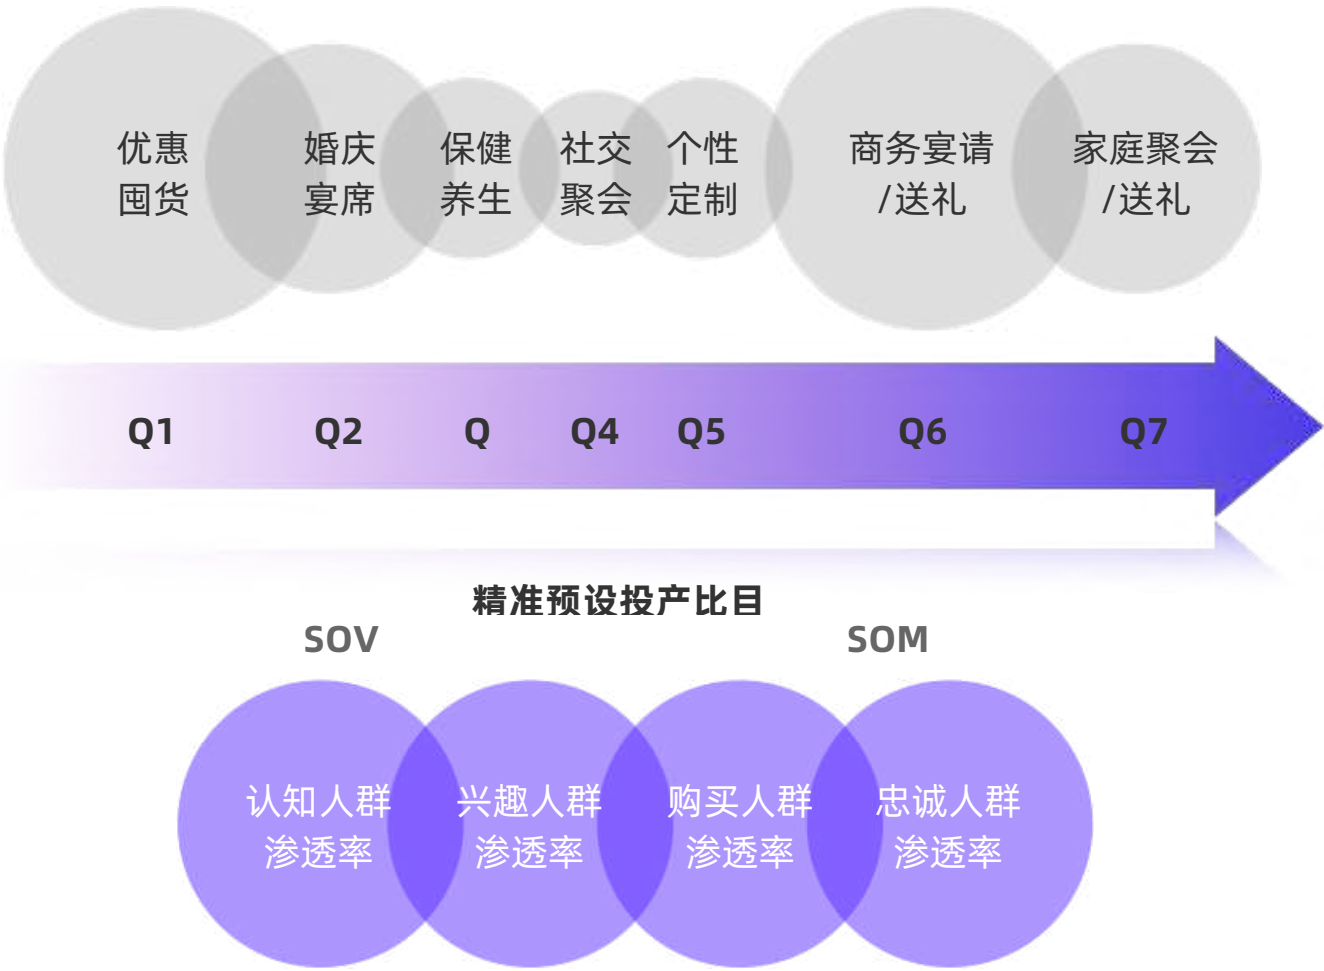 优惠
囤货
婚庆
宴席
保健
养生
社交
聚会
个性
定制
商务宴请
/送礼
家庭聚会
/送礼
Q1
Q2
Q
Q4
Q5
Q6
Q7
精准预设投产比目
SOV
SOM
认知人群
渗透率
兴趣人群
渗透率
购买人群
渗透率
忠诚人群
渗透率